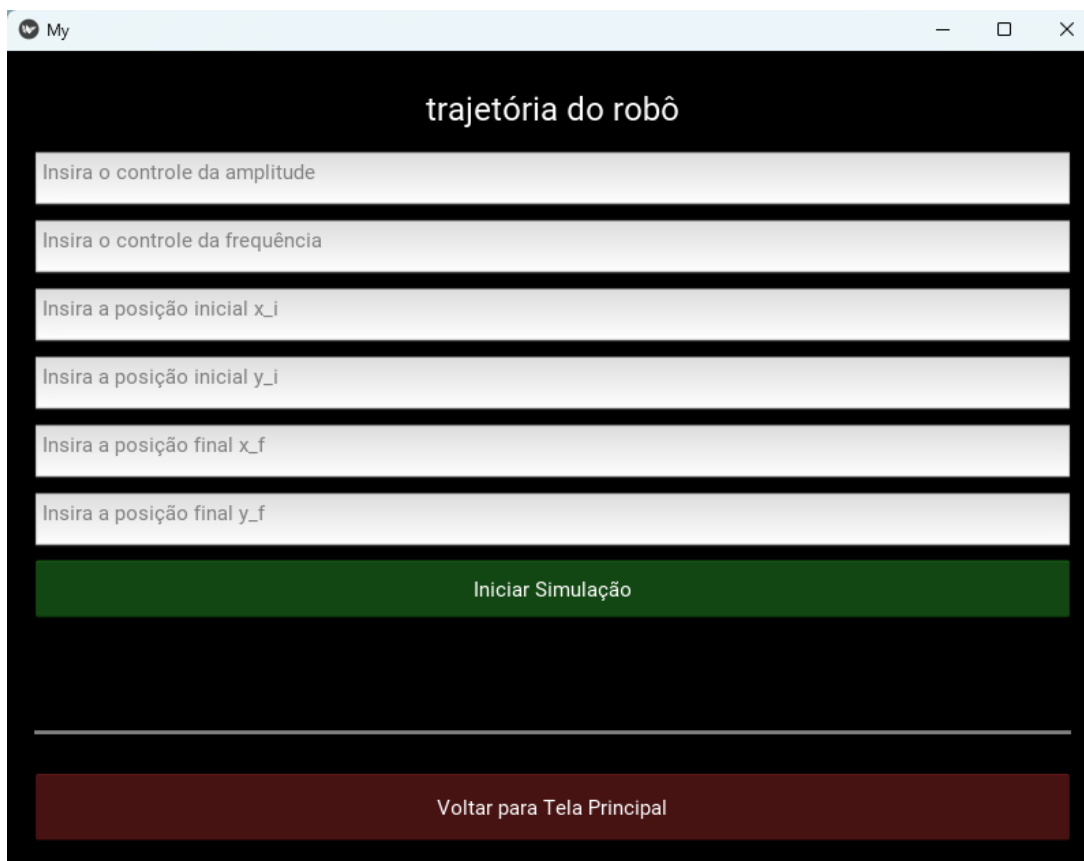 My
trajetória do robô
Insira o controle da amplitude
Insira o controle da frequência
Insira a posição inicial x_i
Insira a posição inicial y_i
Insira a posição final x_f
Insira a posição final y_f
Iniciar Simulação
Voltar para Tela Principal